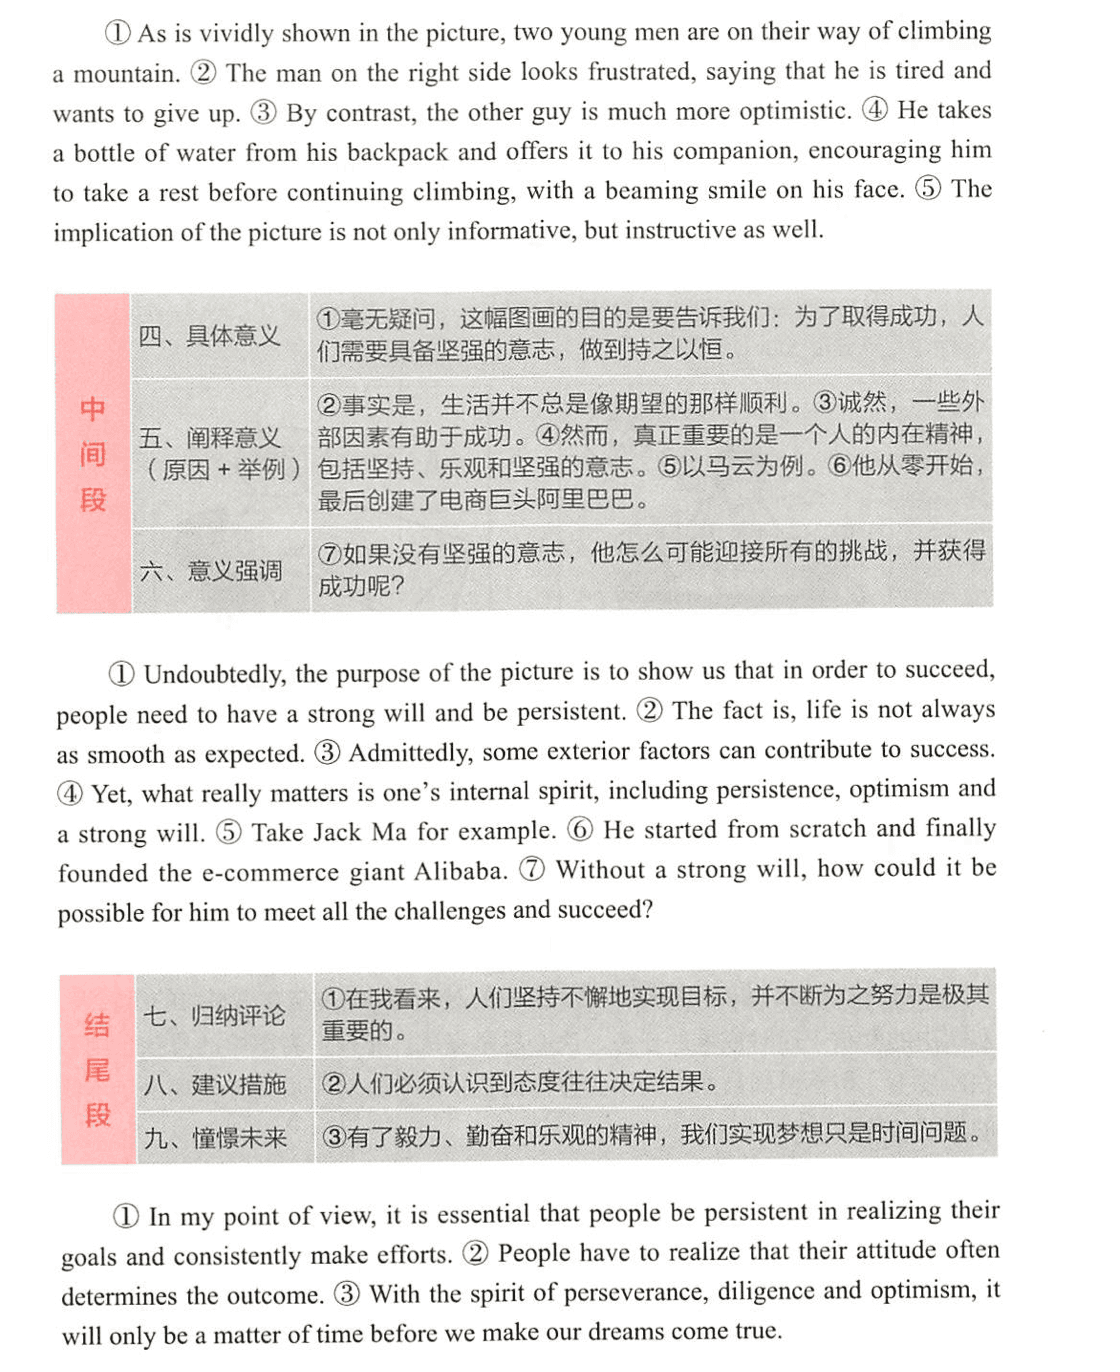 ① As is vividly shown in the picture, two young men are on their way of climbing
a mountain. ② The man on the right side looks frustrated, saying that he is tired and
wants to give up. ③ By contrast, the other guy is much more optimistic. ④ He takes
a bottle of water from his backpack and offers it to his companion, encouraging him
to take a rest before continuing climbing, with a beaming smile on his face. ⑤ The
implication of the picture is not only informative, but instructive as well.
中间段
四、具体意义
①毫无疑问，这幅图画的目的是要告诉我们：为了取得成功，人
们需要具备坚强的意志，做到持之以恒。
五、阐释意义
（原因 + 举例）
②事实是，生活并不总是像期望的那样顺利。③诚然，一些外
部因素有助于成功。④然而，真正重要的是一个人的内在精神，
包括坚持、乐观和坚强的意志。⑤以马云为例。⑥他从零开始，
最后创建了电商巨头阿里巴巴。
六、意义强调
⑦如果没有坚强的意志，他怎么可能迎接所有的挑战，并获得
成功呢？
① Undoubtedly, the purpose of the picture is to show us that in order to succeed,
people need to have a strong will and be persistent. ② The fact is, life is not always
as smooth as expected. ③ Admittedly, some exterior factors can contribute to success.
④ Yet, what really matters is one's internal spirit, including persistence, optimism and
a strong will. ⑤ Take Jack Ma for example. ⑥ He started from scratch and finally
founded the e-commerce giant Alibaba. ⑦ Without a strong will, how could it be
possible for him to meet all the challenges and succeed?
结尾段
七、归纳评论
①在我看来，人们坚持不懈地实现目标，并不断为之努力是极其
重要的。
八、建议措施
②人们必须认识到态度往往决定结果。
九、憧憬未来
③有了毅力、勤奋和乐观的精神，我们实现梦想只是时间问题。
① In my point of view, it is essential that people be persistent in realizing their
goals and consistently make efforts. ② People have to realize that their attitude often
determines the outcome. ③ With the spirit of perseverance, diligence and optimism, it
will only be a matter of time before we make our dreams come true.